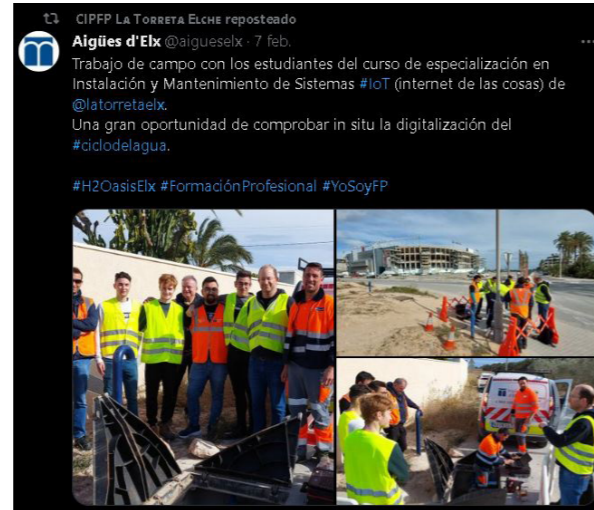 CIPFP La Torreta Elche reposteado
Aigües d'Elx @aigueselx · 7 feb.
Trabajo de campo con los estudiantes del curso de especialización en
Instalación y Mantenimiento de Sistemas #IoT (internet de las cosas) de
@latorretaelx.
Una gran oportunidad de comprobar in situ la digitalización del
#ciclodelagua.
#H2OasisElx #FormaciónProfesional #YoSoyFP